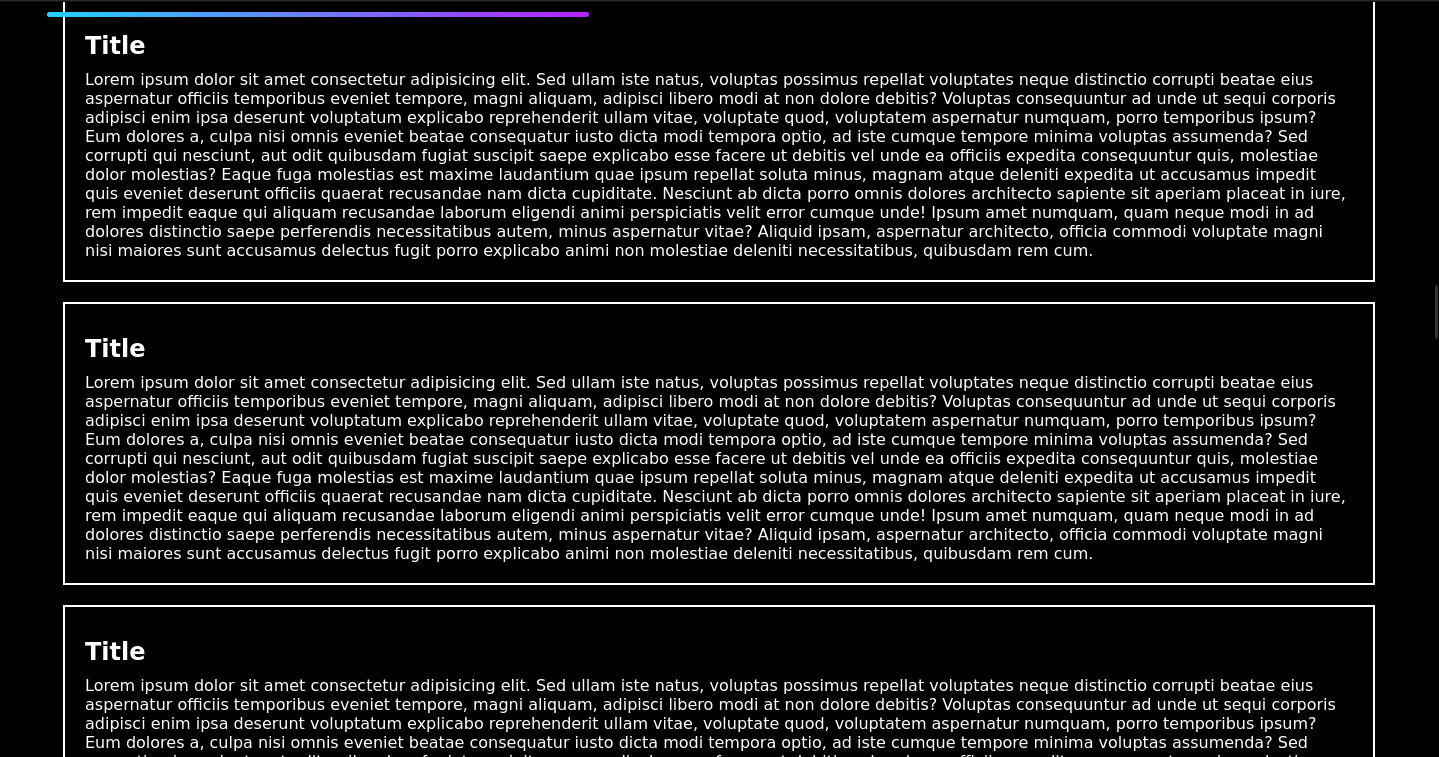 Title
Lorem ipsum dolor sit amet consectetur adipisicing elit. Sed ullam iste natus, voluptas possimus repellat voluptates neque distinctio corrupti beatae eius
aspernatur officiis temporibus eveniet tempore, magni aliquam, adipisci libero modi at non dolore debitis? Voluptas consequuntur ad unde ut sequi corporis
adipisci enim ipsa deserunt voluptatum explicabo reprehenderit ullam vitae, voluptate quod, voluptatem aspernatur numquam, porro temporibus ipsum?
Eum dolores a, culpa nisi omnis eveniet beatae consequatur iusto dicta modi tempora optio, ad iste cumque tempore minima voluptas assumenda? Sed
corrupti qui nesciunt, aut odit quibusdam fugiat suscipit saepe explicabo esse facere ut debitis vel unde ea officiis expedita consequuntur quis, molestiae
dolor molestias? Eaque fuga molestias est maxime laudantium quae ipsum repellat soluta minus, magnam atque deleniti expedita ut accusamus impedit
quis eveniet deserunt officiis quaerat recusandae nam dicta cupiditate. Nesciunt ab dicta porro omnis dolores architecto sapiente sit aperiam placeat in iure,
rem impedit eaque qui aliquam recusandae laborum eligendi animi perspiciatis velit error cumque unde! Ipsum amet numquam, quam neque modi in ad
dolores distinctio saepe perferendis necessitatibus autem, minus aspernatur vitae? Aliquid ipsam, aspernatur architecto, officia commodi voluptate magni
nisi maiores sunt accusamus delectus fugit porro explicabo animi non molestiae deleniti necessitatibus, quibusdam rem cum.
Title
Lorem ipsum dolor sit amet consectetur adipisicing elit. Sed ullam iste natus, voluptas possimus repellat voluptates neque distinctio corrupti beatae eius
aspernatur officiis temporibus eveniet tempore, magni aliquam, adipisci libero modi at non dolore debitis? Voluptas consequuntur ad unde ut sequi corporis
adipisci enim ipsa deserunt voluptatum explicabo reprehenderit ullam vitae, voluptate quod, voluptatem aspernatur numquam, porro temporibus ipsum?
Eum dolores a, culpa nisi omnis eveniet beatae consequatur iusto dicta modi tempora optio, ad iste cumque tempore minima voluptas assumenda? Sed
corrupti qui nesciunt, aut odit quibusdam fugiat suscipit saepe explicabo esse facere ut debitis vel unde ea officiis expedita consequuntur quis, molestiae
dolor molestias? Eaque fuga molestias est maxime laudantium quae ipsum repellat soluta minus, magnam atque deleniti expedita ut accusamus impedit
quis eveniet deserunt officiis quaerat recusandae nam dicta cupiditate. Nesciunt ab dicta porro omnis dolores architecto sapiente sit aperiam placeat in iure,
rem impedit eaque qui aliquam recusandae laborum eligendi animi perspiciatis velit error cumque unde! Ipsum amet numquam, quam neque modi in ad
dolores distinctio saepe perferendis necessitatibus autem, minus aspernatur vitae? Aliquid ipsam, aspernatur architecto, officia commodi voluptate magni
nisi maiores sunt accusamus delectus fugit porro explicabo animi non molestiae deleniti necessitatibus, quibusdam rem cum.
Title
Lorem ipsum dolor sit amet consectetur adipisicing elit. Sed ullam iste natus, voluptas possimus repellat voluptates neque distinctio corrupti beatae eius
aspernatur officiis temporibus eveniet tempore, magni aliquam, adipisci libero modi at non dolore debitis? Voluptas consequuntur ad unde ut sequi corporis
adipisci enim ipsa deserunt voluptatum explicabo reprehenderit ullam vitae, voluptate quod, voluptatem aspernatur numquam, porro temporibus ipsum?
Eum dolores a, culpa nisi omnis eveniet beatae consequatur iusto dicta modi tempora optio, ad iste cumque tempore minima voluptas assumenda? Sed